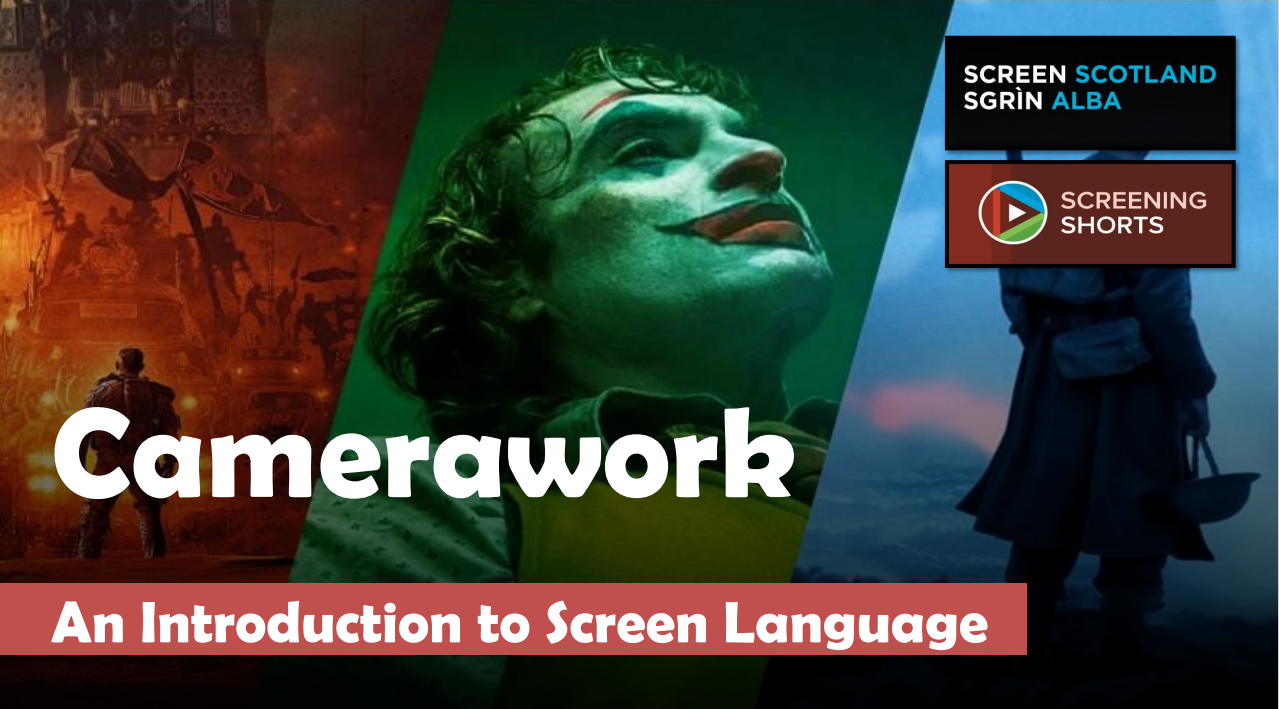 SCREEN SCOTLAND
SGRÌN ALBA
SCREENING
SHORTS
Camerawork
An Introduction to Screen Language